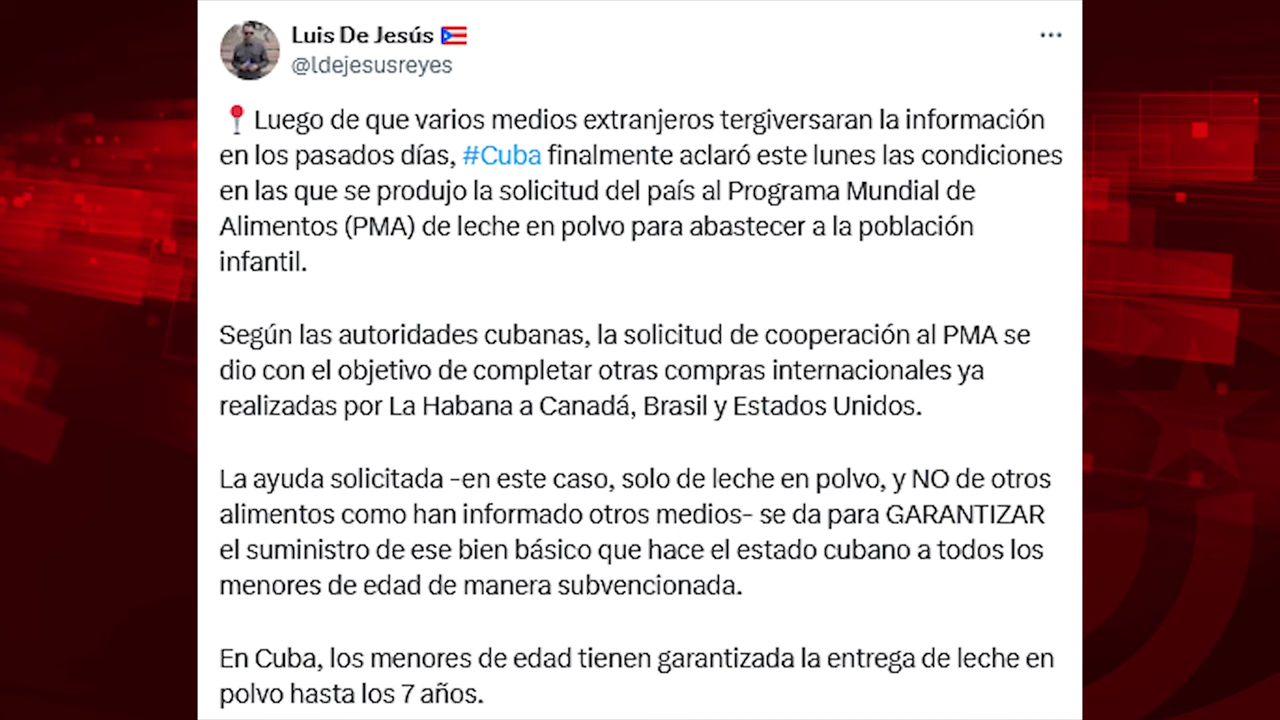 Luis De Jesús
@ldejesusreyes
Luego de que varios medios extranjeros tergiversaran la información
en los pasados días, #Cuba finalmente aclaró este lunes las condiciones
en las que se produjo la solicitud del país al Programa Mundial de
Alimentos (PMA) de leche en polvo para abastecer a la población
infantil.
Según las autoridades cubanas, la solicitud de cooperación al PMA se
dio con el objetivo de completar otras compras internacionales ya
realizadas por La Habana a Canadá, Brasil y Estados Unidos.
La ayuda solicitada -en este caso, solo de leche en polvo, y NO de otros
alimentos como han informado otros medios- se da para GARANTIZAR
el suministro de ese bien básico que hace el estado cubano a todos los
menores de edad de manera subvencionada.
En Cuba, los menores de edad tienen garantizada la entrega de leche en
polvo hasta los 7 años.